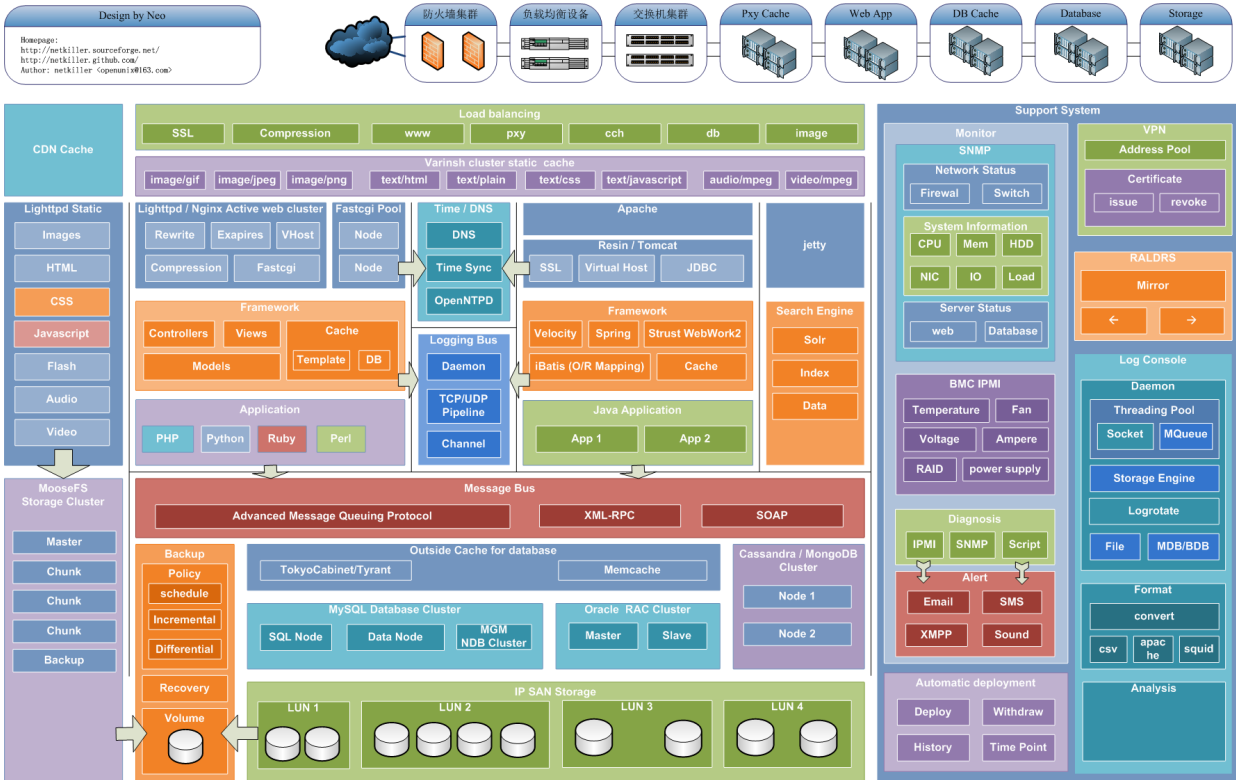 Design by Neo
Homepage:
http://netkiller.sourceforge.net/
http://netkiller.github.com/
Author: netkiller <openunix@163.com>
防火墙集群
负载均衡设备
交换机集群
Pxy Cache
Web App
DB Cache
Database
Storage
CDN Cache
Load balancing
SSL
Compression
www
pxy
cch
db
image
Varinsh cluster static cache
image/gif
image/jpeg
image/png
text/html
text/plain
text/css
text/javascript
audio/mpeg
video/mpeg
Lighttpd Static
Images
HTML
CSS
Javascript
Flash
Audio
Video
Lighttpd / Nginx Active web cluster
Rewrite
Exapires
VHost
Compression
Fastcgi
Fastcgi Pool
Node
Node
Time / DNS
DNS
Time Sync
OpenNTPD
Apache
Resin / Tomcat
SSL
Virtual Host
JDBC
jetty
Framework
Controllers
Views
Models
Cache
Template
DB
Logging Bus
Daemon
TCP/UDP
Pipeline
Channel
Framework
Velocity
Spring
Strust WebWork2
iBatis (O/R Mapping)
Cache
Search Engine
Solr
Index
Data
Application
PHP
Python
Ruby
Perl
Java Application
App 1
App 2
MooseFS
Storage Cluster
Master
Chunk
Chunk
Chunk
Backup
Message Bus
Advanced Message Queuing Protocol
XML-RPC
SOAP
Backup
Policy
schedule
Incremental
Differential
Recovery
Volume
Outside Cache for database
TokyoCabinet/Tyrant
Memcache
Cassandra / MongoDB
Cluster
Node 1
Node 2
MySQL Database Cluster
SQL Node
Data Node
MGM
NDB Cluster
Oracle RAC Cluster
Master
Slave
IP SAN Storage
LUN 1
LUN 2
LUN 3
LUN 4
Support System
Monitor
SNMP
Network Status
Firewal
Switch
System Information
CPU
Mem
HDD
NIC
IO
Load
Server Status
web
Database
BMC IPMI
Temperature
Fan
Voltage
Ampere
RAID
power supply
Diagnosis
IPMI
SNMP
Script
Alert
Email
SMS
XMPP
Sound
Automatic deployment
Deploy
Withdraw
History
Time Point
VPN
Address Pool
Certificate
issue
revoke
RALDRS
Mirror
←
→
Log Console
Daemon
Threading Pool
Socket
MQueue
Storage Engine
Logrotate
File
MDB/BDB
Format
convert
csv
apac
he
squid
Analysis